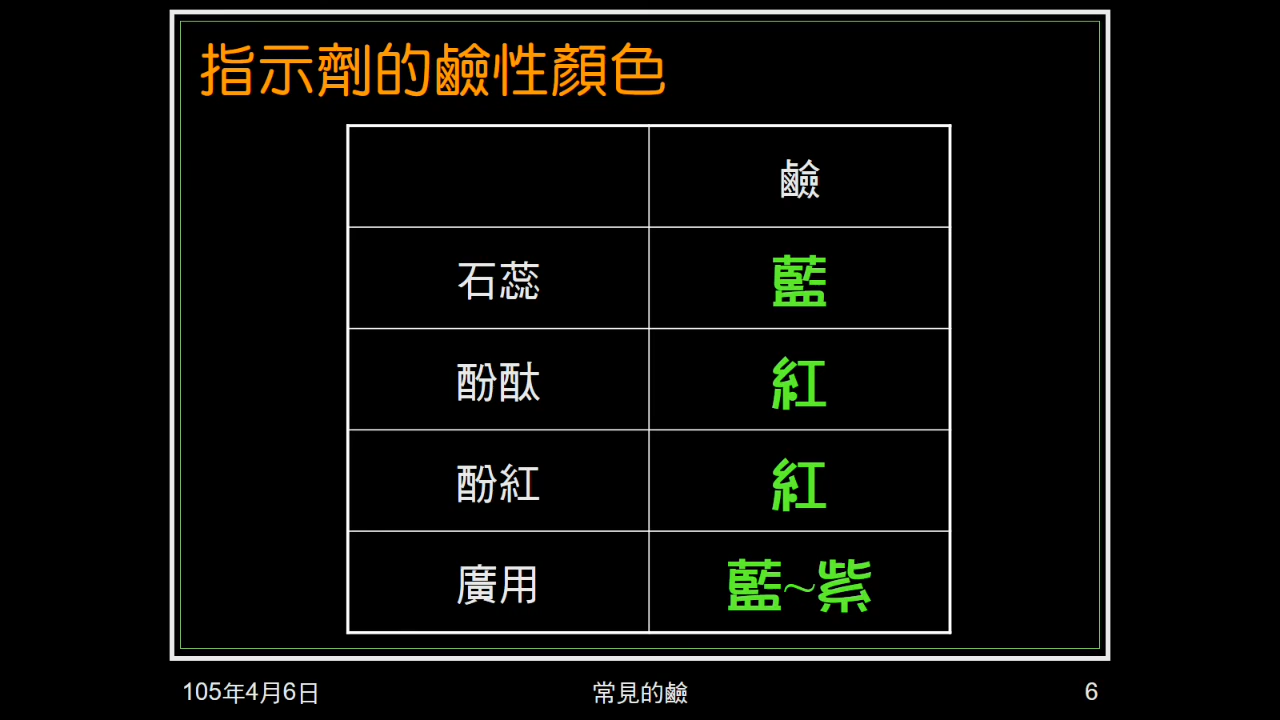 指示劑的鹼性顏色
鹼
石蕊 藍
酚酞 紅
酚紅 紅
廣用 藍~紫
105年4月6日 常見的鹼 6